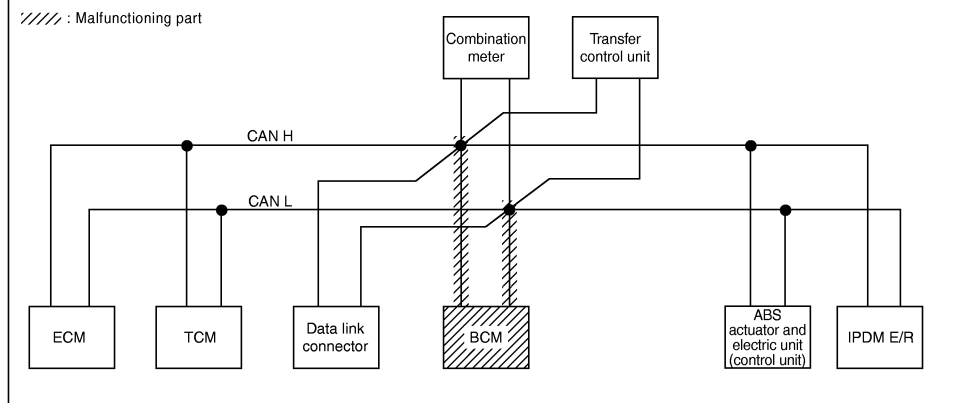 : Malfunctioning part
Combination
meter
Transfer
control unit
CAN H
CAN L
ECM
TCM
Data link
connector
BCM
ABS
actuator and
electric unit
(control unit)
IPDM E/R